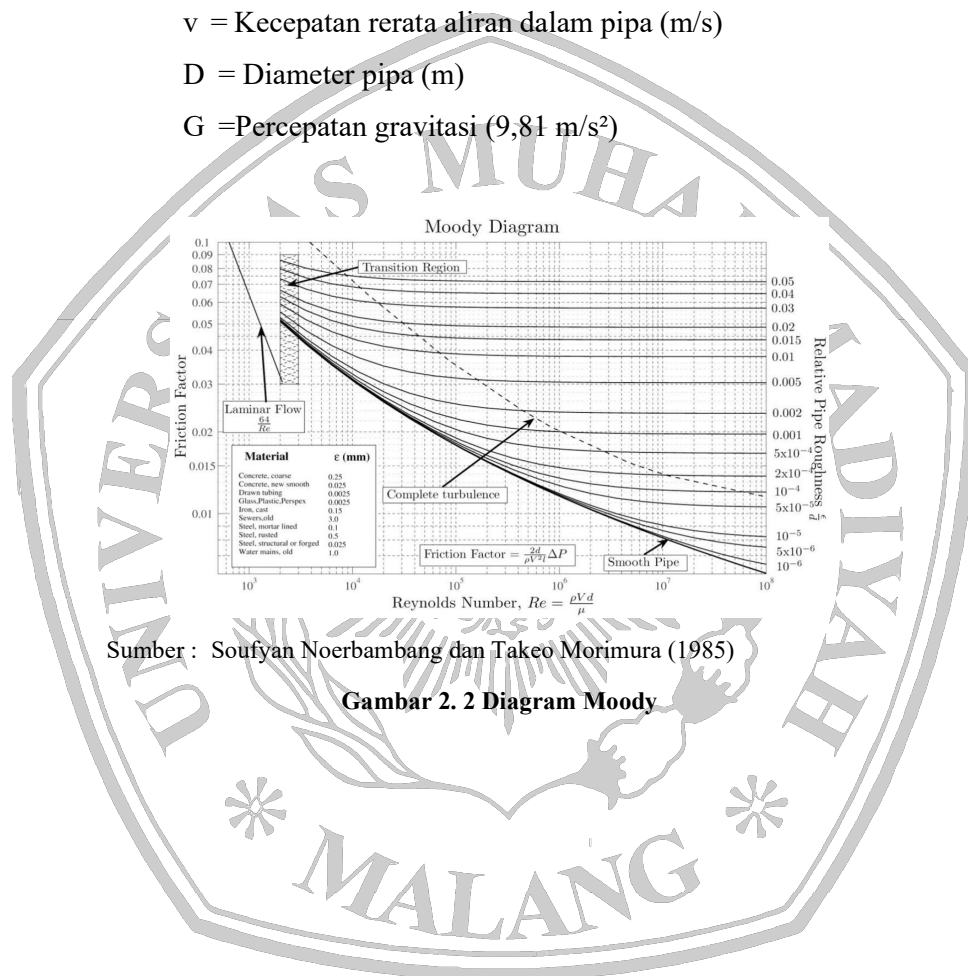 v = Kecepatan rerata aliran dalam pipa (m/s)
D = Diameter pipa (m)
G =Percepatan gravitasi (9,81 m/s²)
UNIVERSITAS MUHAMMADIYAH
MALANG
Moody Diagram
Friction Factor
0.1
0.09
0.08
0.07
0.06
0.05
0.04
0.03
0.02
0.015
0.01
Transition Region
Laminar Flow
64/Re
Complete turbulence
Smooth Pipe
Material ε (mm)
Concrete, coarse 0.25
Concrete, new smooth 0.025
Drawn tubing 0.0025
Glass,Plastic,Perspex 0.0025
Iron, cast 0.15
Sewers,old 3.0
Steel, mortar lined 0.1
Steel, rusted 0.5
Steel, structural or forged 0.025
Water mains, old 1.0
Friction Factor = 2d/ρV²l ΔP
0.05
0.04
0.03
0.02
0.015
0.01
0.005
0.002
0.001
5x10⁻⁴
2x10⁻⁴
10⁻⁴
5x10⁻⁵
10⁻⁵
5x10⁻⁶
10⁻⁶
Relative Pipe Roughness ε/d
10³ 10⁴ 10⁵ 10⁶ 10⁷ 10⁸
Reynolds Number, Re = ρVd/μ
Sumber : Soufyan Noerbambang dan Takeo Morimura (1985)
Gambar 2. 2 Diagram Moody